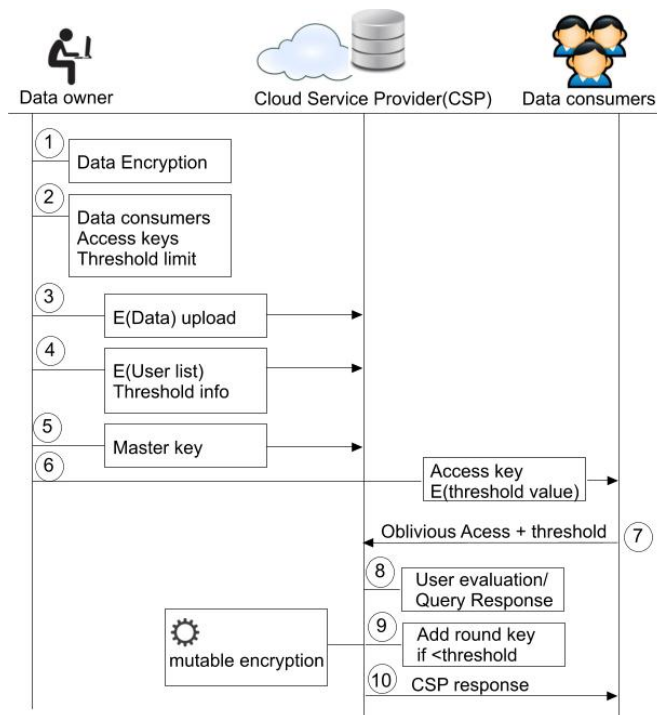 Data owner
Cloud Service Provider(CSP)
Data consumers
1
Data Encryption
2
Data consumers
Access keys
Threshold limit
3
E(Data) upload
4
E(User list)
Threshold info
5
Master key
6
Access key
E(threshold value)
Oblivious Acess + threshold
7
8
User evaluation/
Query Response
9
Add round key
if <threshold
mutable encryption
10
CSP response